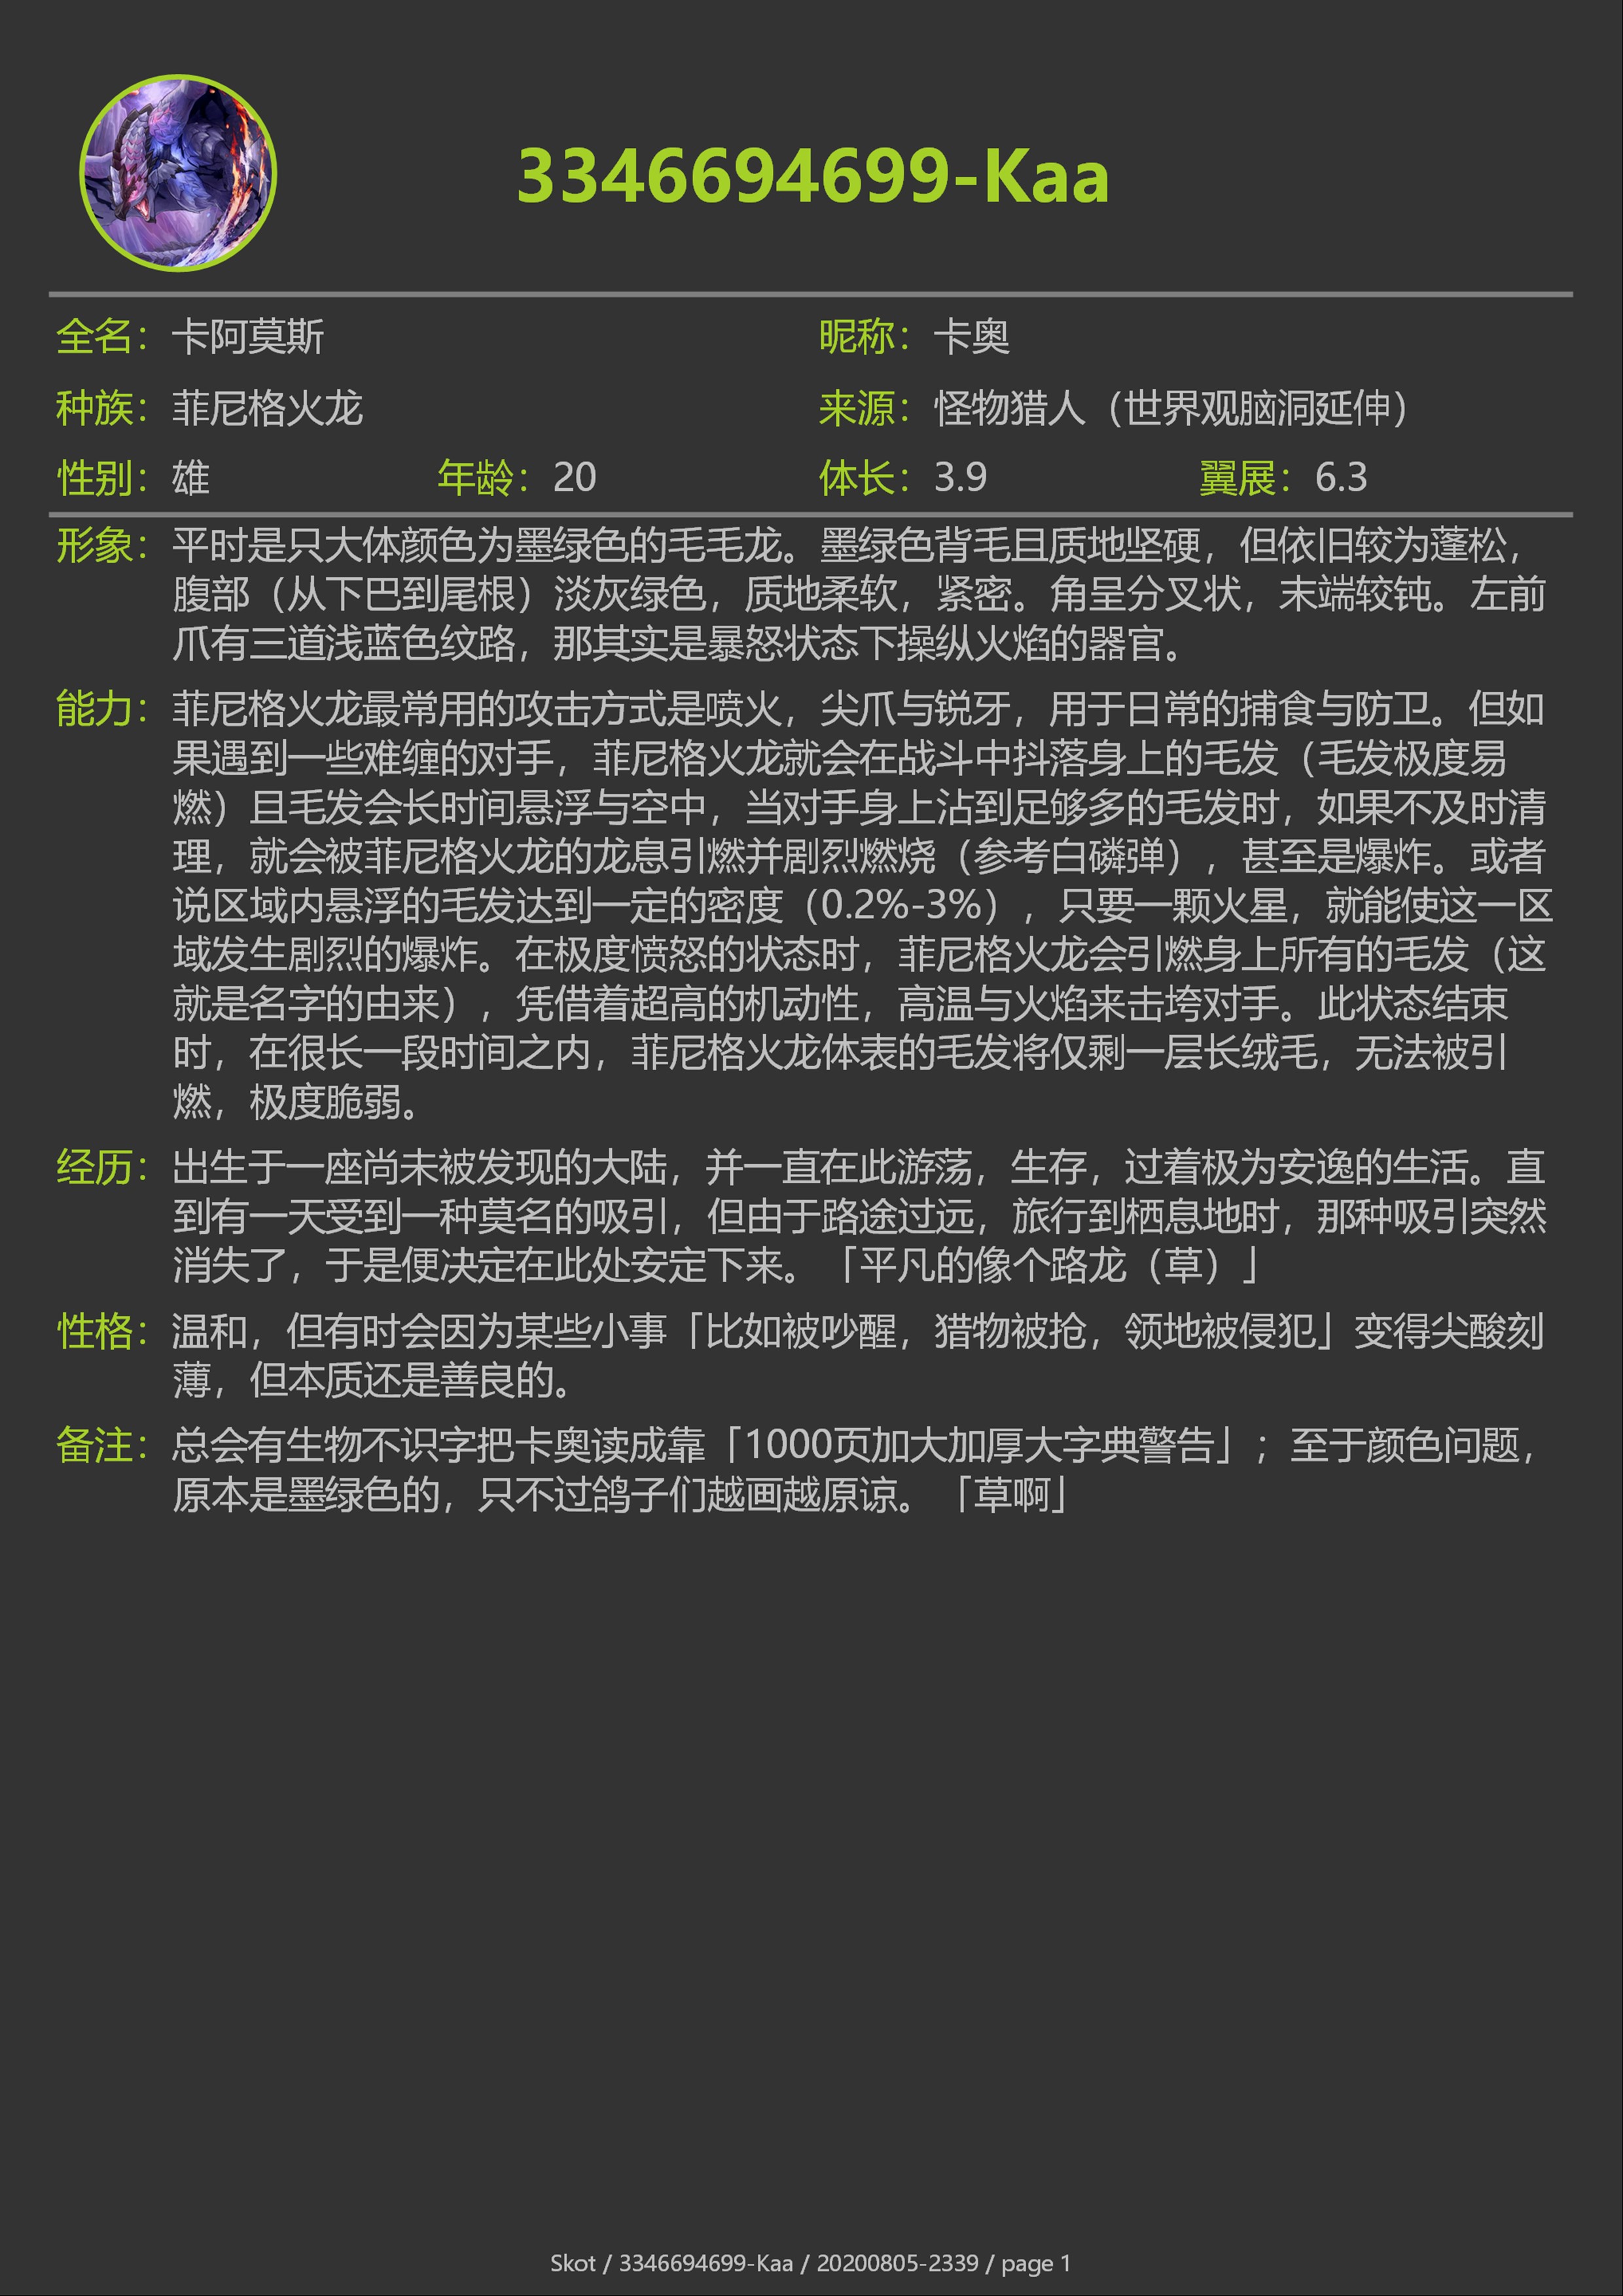 3346694699-Kaa
全名：卡阿莫斯 昵称：卡奥
种族：菲尼格火龙 来源：怪物猎人（世界观脑洞延伸）
性别：雄 年龄：20 体长：3.9 翼展：6.3
形象：平时是只大体颜色为墨绿色的毛毛龙。墨绿色背毛且质地坚硬，但依旧较为蓬松，
腹部（从下巴到尾根）淡灰绿色，质地柔软，紧密。角呈分叉状，末端较钝。左前
爪有三道浅蓝色纹路，那其实是暴怒状态下操纵火焰的器官。
能力：菲尼格火龙最常用的攻击方式是喷火，尖爪与锐牙，用于日常的捕食与防卫。但如
果遇到一些难缠的对手，菲尼格火龙就会在战斗中抖落身上的毛发（毛发极度易
燃）且毛发会长时间悬浮与空中，当对手身上沾到足够多的毛发时，如果不及时清
理，就会被菲尼格火龙的龙息引燃并剧烈燃烧（参考白磷弹），甚至是爆炸。或者
说区域内悬浮的毛发达到一定的密度（0.2%-3%），只要一颗火星，就能使这一区
域发生剧烈的爆炸。在极度愤怒的状态时，菲尼格火龙会引燃身上所有的毛发（这
就是名字的由来），凭借着超高的机动性，高温与火焰来击垮对手。此状态结束
时，在很长一段时间之内，菲尼格火龙体表的毛发将仅剩一层长绒毛，无法被引
燃，极度脆弱。
经历：出生于一座尚未被发现的大陆，并一直在此游荡，生存，过着极为安逸的生活。直
到有一天受到一种莫名的吸引，但由于路途过远，旅行到栖息地时，那种吸引突然
消失了，于是便决定在此处安定下来。「平凡的像个路龙（草）」
性格：温和，但有时会因为某些小事「比如被吵醒，猎物被抢，领地被侵犯」变得尖酸刻
薄，但本质还是善良的。
备注：总会有生物不识字把卡奥读成靠「1000页加大加厚大字典警告」；至于颜色问题，
原本是墨绿色的，只不过鸽子们越画越原谅。「草啊」
Skot / 3346694699-Kaa / 20200805-2339 / page 1